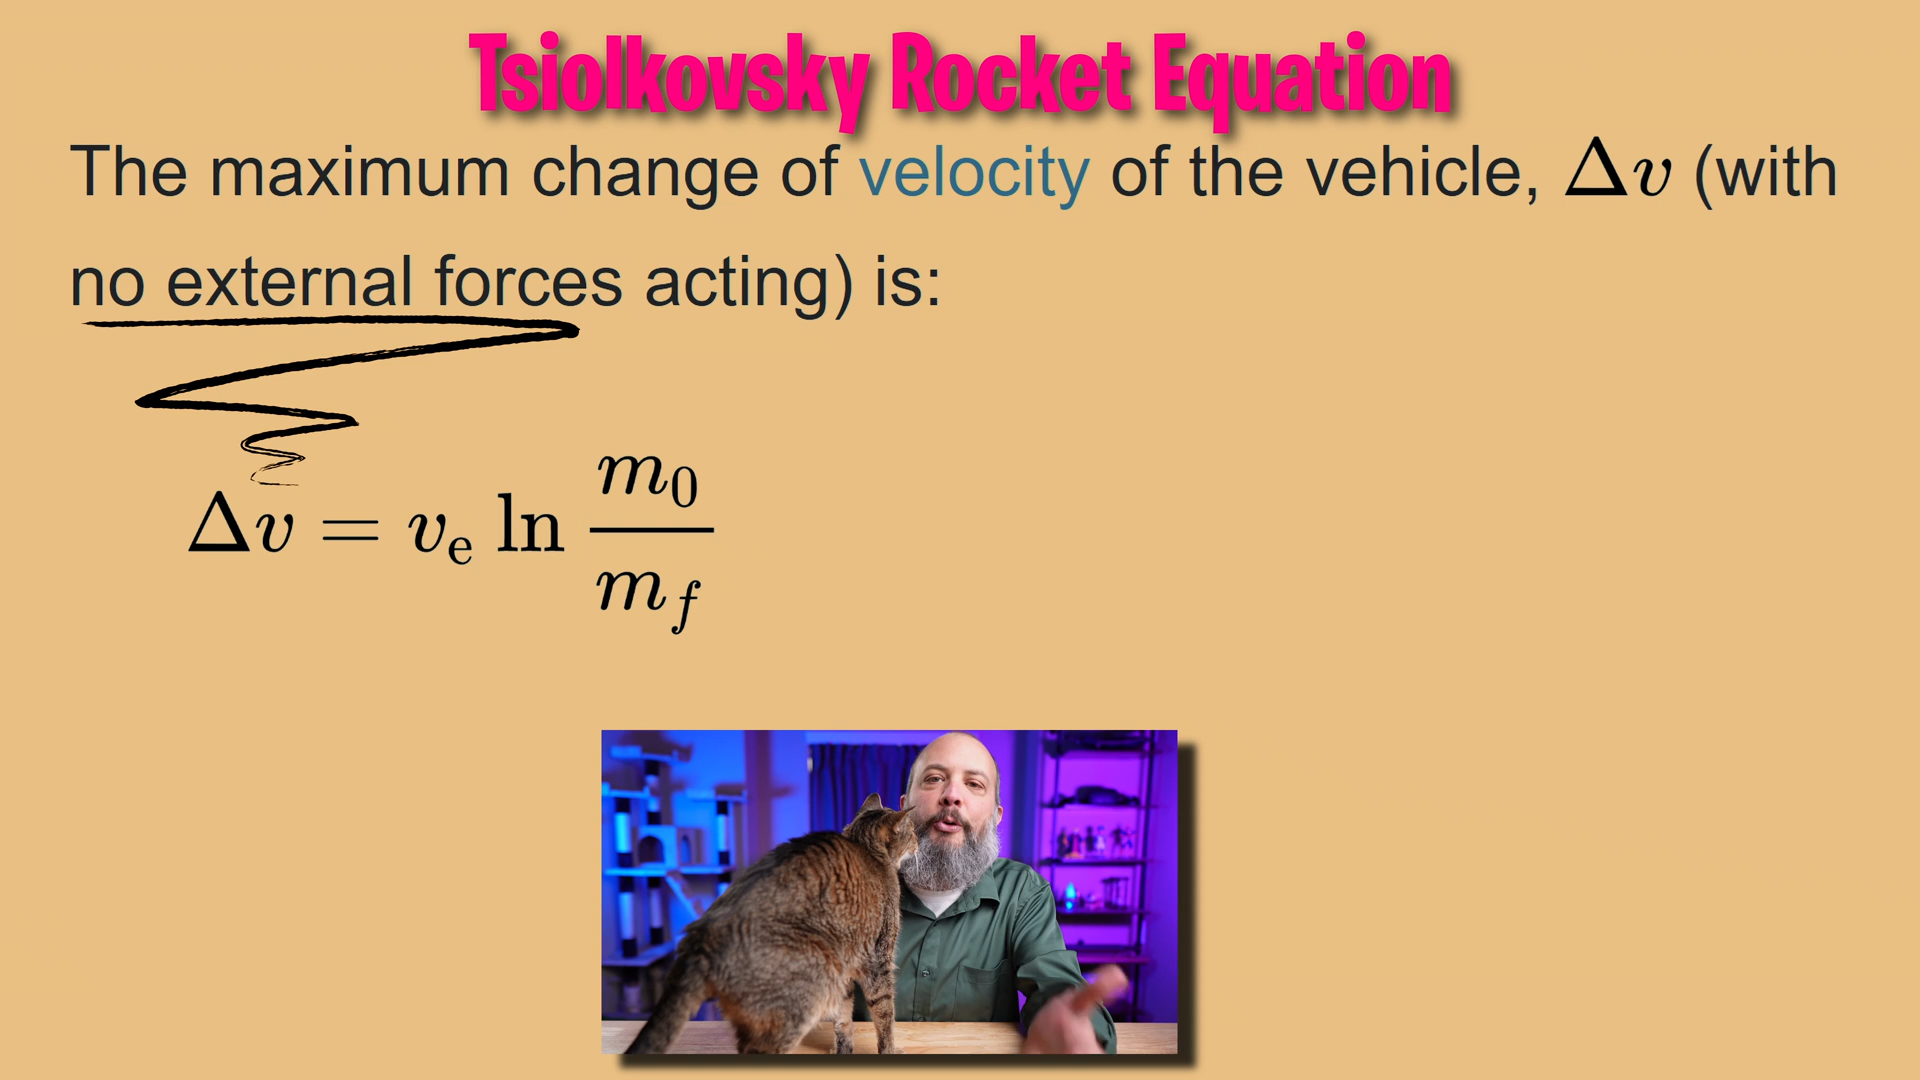 Tsiolkovsky Rocket Equation
The maximum change of velocity of the vehicle, Δv (with
no external forces acting) is:
Δv = vₑ ln m₀/m_f